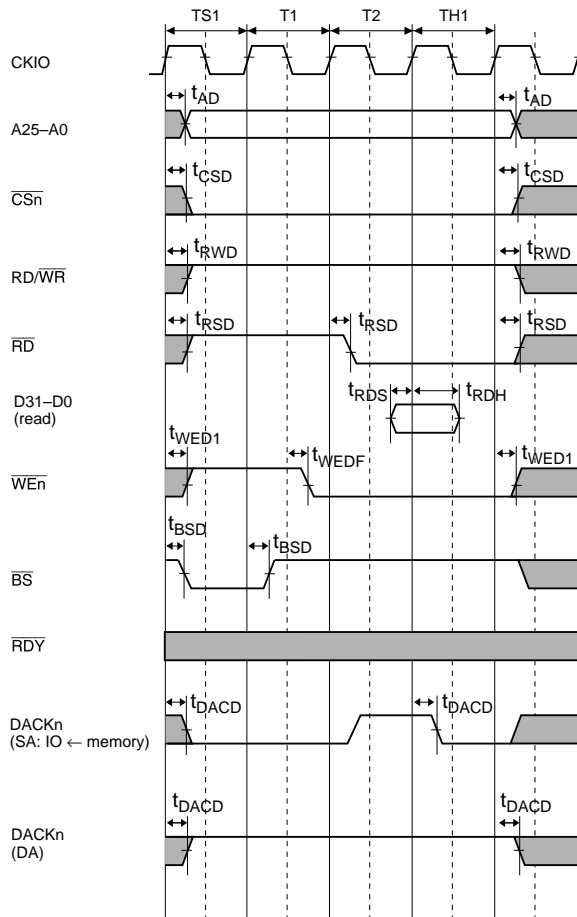 TS1 T1 T2 TH1
CKIO
tAD tAD
A25–A0
tCSD tCSD
CSn
tRWD tRWD
RD/WR
tRSD tRSD tRSD
RD
D31–D0
(read)
tRDS tRDH
tWED1 tWEDF tWED1
WEn
tBSD tBSD
BS
RDY
tDACD tDACD
DACKn
(SA: IO ← memory)
tDACD tDACD
DACKn
(DA)